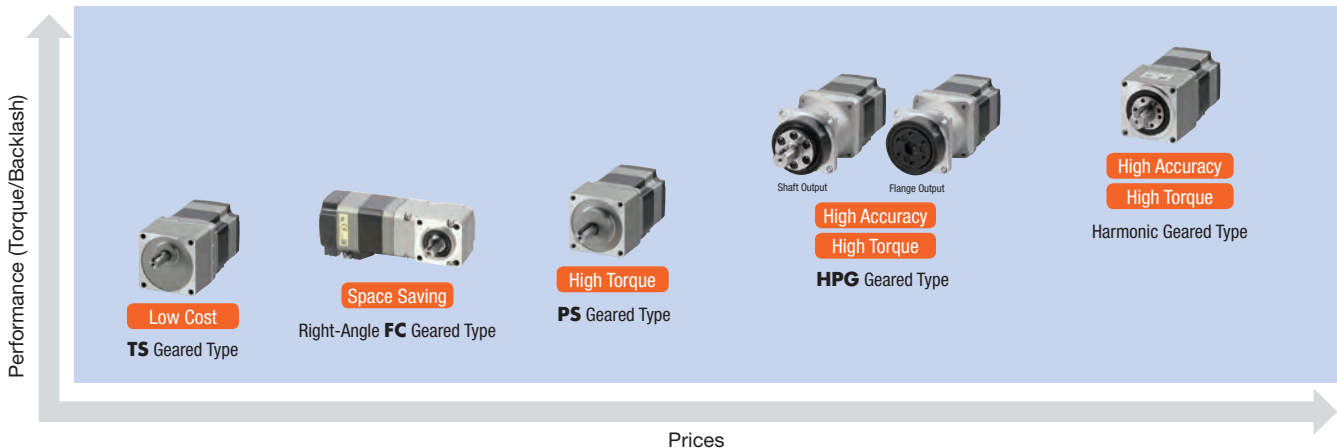 Performance (Torque/Backlash)
Low Cost
TS Geared Type
Space Saving
Right-Angle FC Geared Type
High Torque
PS Geared Type
Shaft Output
Flange Output
High Accuracy
High Torque
HPG Geared Type
High Accuracy
High Torque
Harmonic Geared Type
Prices